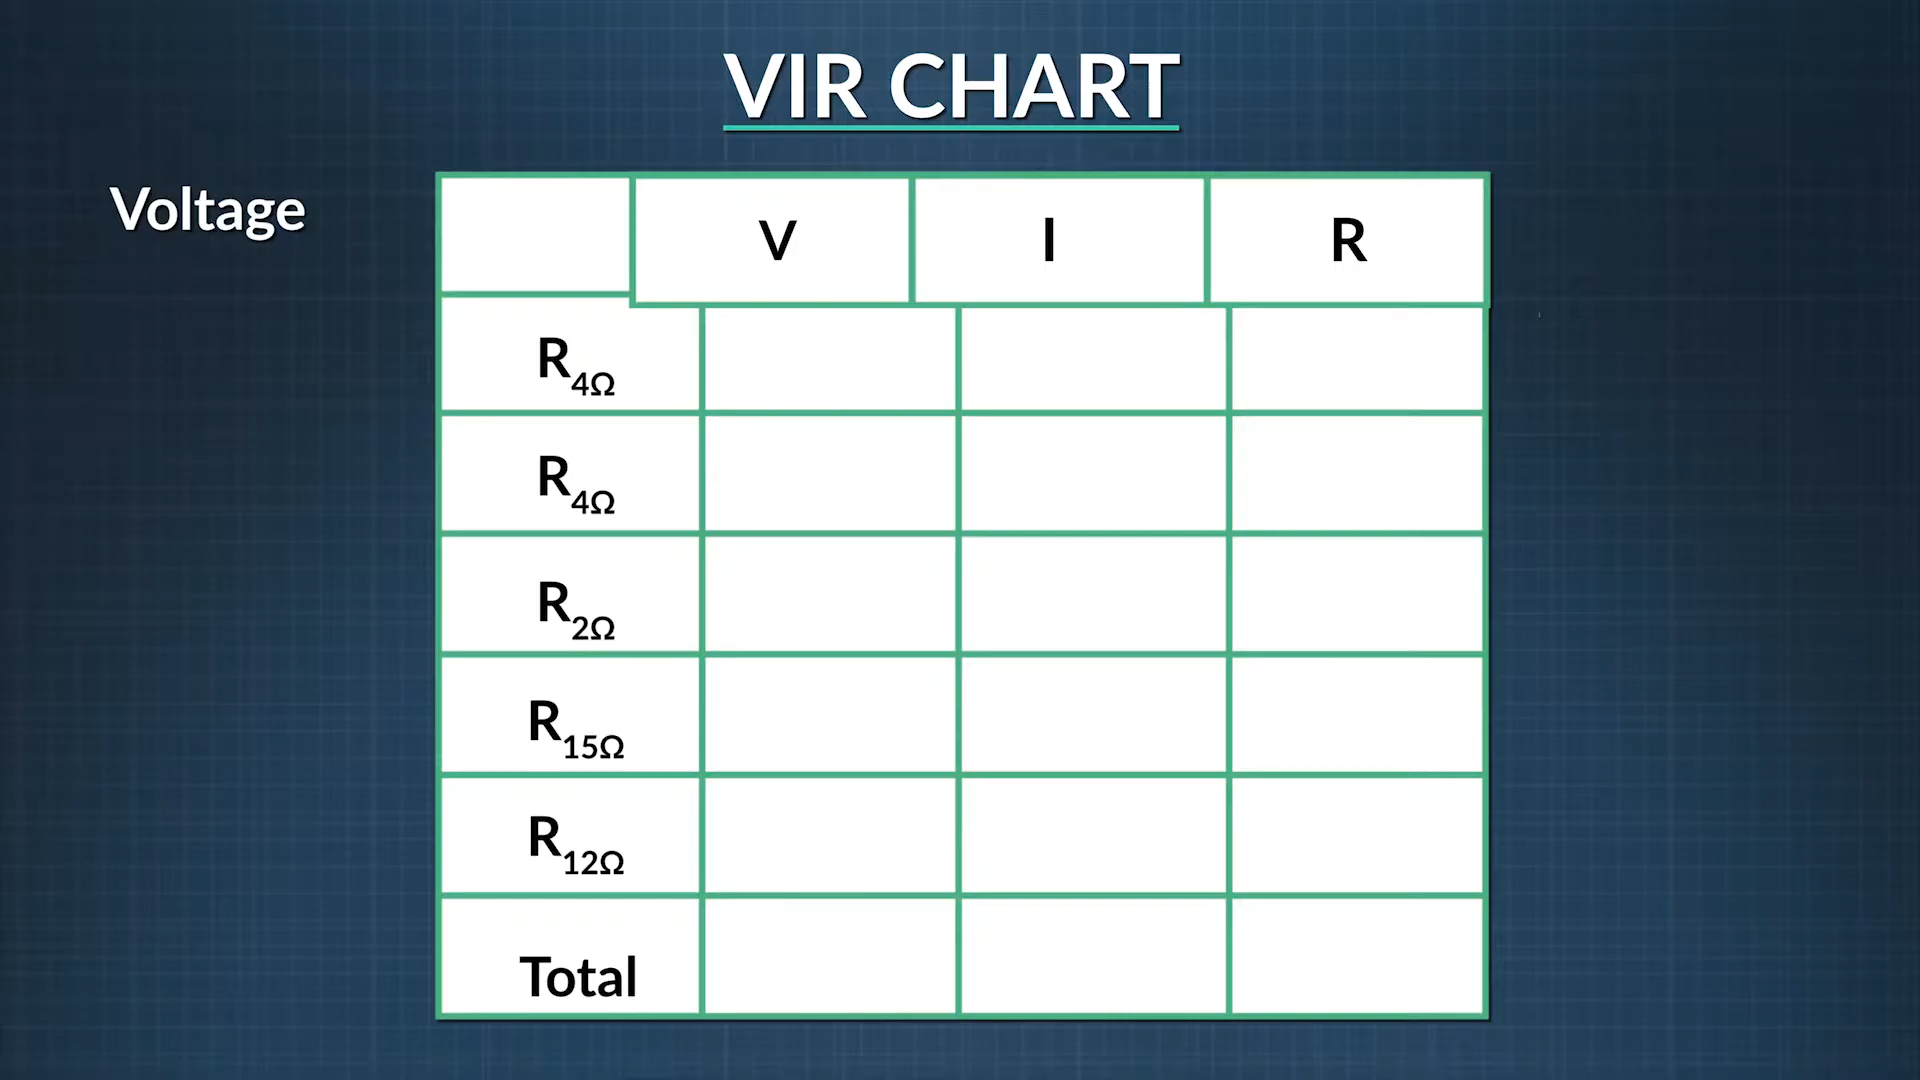 VIR CHART
Voltage
V I R
R4Ω
R4Ω
R2Ω
R15Ω
R12Ω
Total